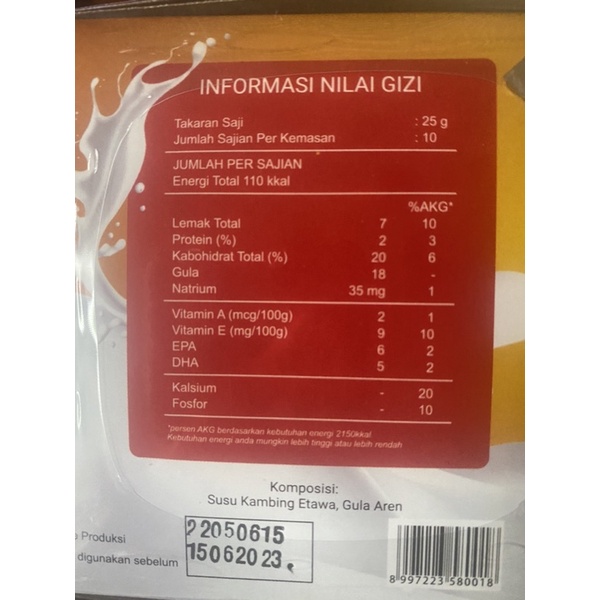 INFORMASI NILAI GIZI
Takaran Saji : 25 g
Jumlah Sajian Per Kemasan : 10
JUMLAH PER SAJIAN
Energi Total 110 kkal
%AKG*
Lemak Total 7 10
Protein (%) 2 3
Kabohidrat Total (%) 20 6
Gula 18 -
Natrium 35 mg 1
Vitamin A (mcg/100g) 2 1
Vitamin E (mg/100g) 9 10
EPA 6 2
DHA 5 2
Kalsium - 20
Fosfor - 10
*persen AKG berdasarkan kebutuhan energi 2150kkal.
Kebutuhan energi anda mungkin lebih tinggi atau lebih rendah
Komposisi:
Susu Kambing Etawa, Gula Aren
Produksi 22050615
digunakan sebelum 15062023
8 997223 580018